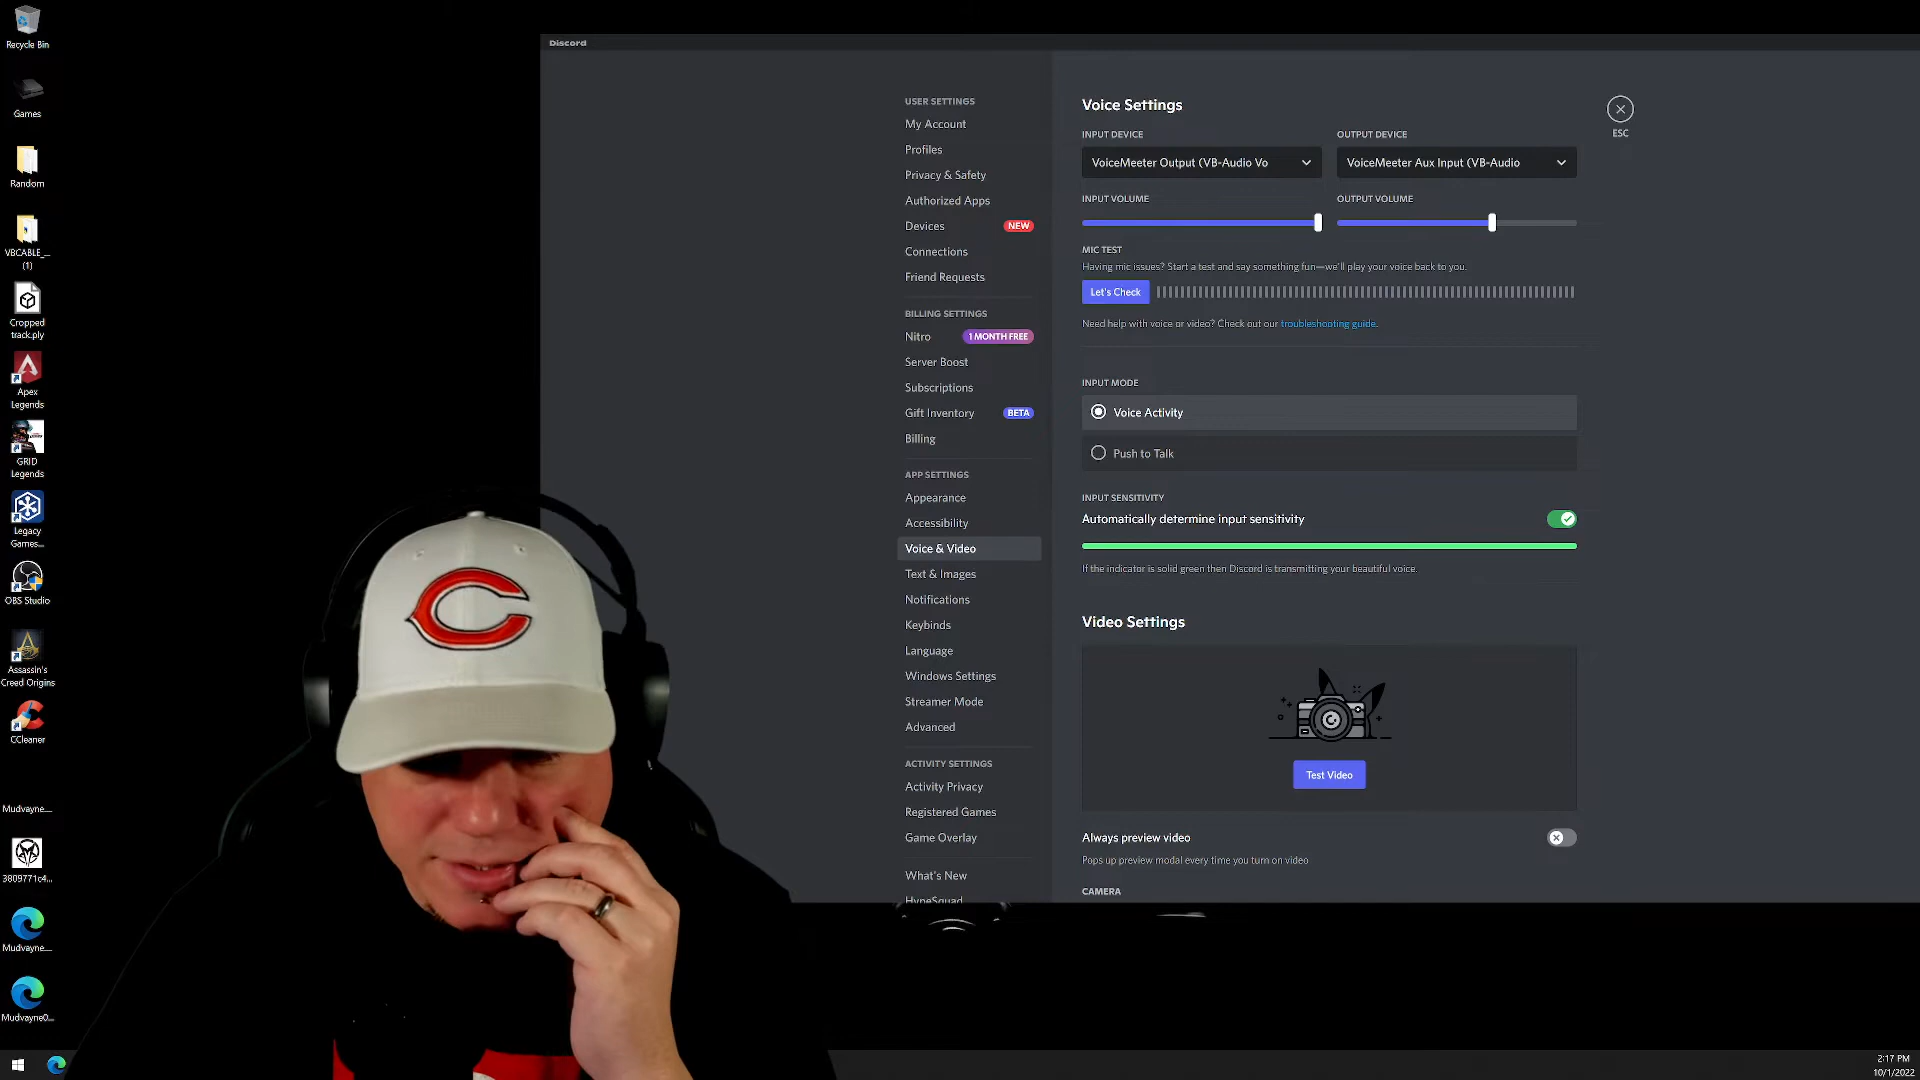 Recycle Bin
Games
Random
VBCABLE_...
(1)
Cropped
track.ply
Apex
Legends
GRID
Legends
Legacy
Games...
OBS Studio
Assassin's
Creed Origins
CCleaner
Mudvayne....
3809771c4...
Mudvayne....
Mudvayne0...
C
Discord
USER SETTINGS
My Account
Profiles
Privacy & Safety
Authorized Apps
Devices NEW
Connections
Friend Requests
BILLING SETTINGS
Nitro 1 MONTH FREE
Server Boost
Subscriptions
Gift Inventory BETA
Billing
APP SETTINGS
Appearance
Accessibility
Voice & Video
Text & Images
Notifications
Keybinds
Language
Windows Settings
Streamer Mode
Advanced
ACTIVITY SETTINGS
Activity Privacy
Registered Games
Game Overlay
What's New
HypeSquad
Voice Settings
ESC
INPUT DEVICE OUTPUT DEVICE
VoiceMeeter Output (VB-Audio Vo VoiceMeeter Aux Input (VB-Audio
INPUT VOLUME OUTPUT VOLUME
MIC TEST
Having mic issues? Start a test and say something fun—we'll play your voice back to you.
Let's Check
Need help with voice or video? Check out our troubleshooting guide.
INPUT MODE
Voice Activity
Push to Talk
INPUT SENSITIVITY
Automatically determine input sensitivity
If the indicator is solid green then Discord is transmitting your beautiful voice.
Video Settings
Test Video
Always preview video
Pops up preview modal every time you turn on video
CAMERA
2:17 PM
10/1/2022